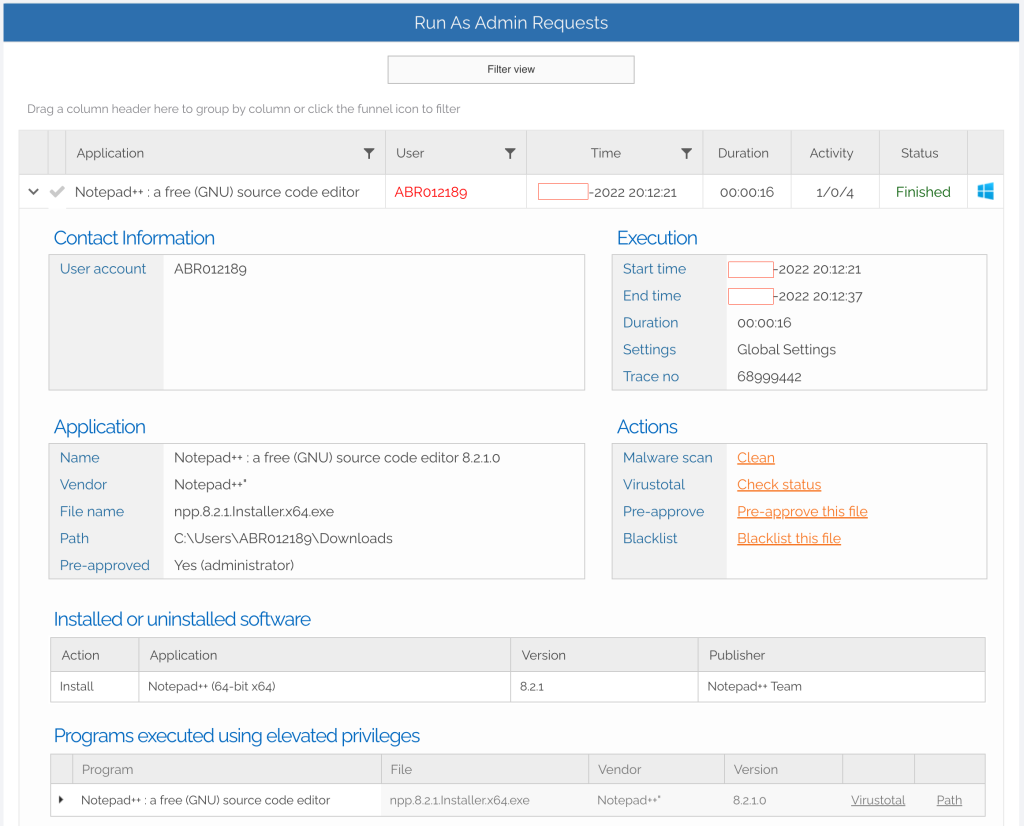 Run As Admin Requests
Filter view
Drag a column header here to group by column or click the funnel icon to filter
Application User Time Duration Activity Status
Notepad++ : a free (GNU) source code editor ABR012189 -2022 20:12:21 00:00:16 1/0/4 Finished
Contact Information Execution
User account ABR012189 Start time -2022 20:12:21
End time -2022 20:12:37
Duration 00:00:16
Settings Global Settings
Trace no 68999442
Application Actions
Name Notepad++ : a free (GNU) source code editor 8.2.1.0 Malware scan Clean
Vendor Notepad++" Virustotal Check status
File name npp.8.2.1.Installer.x64.exe Pre-approve Pre-approve this file
Path C:\Users\ABR012189\Downloads Blacklist Blacklist this file
Pre-approved Yes (administrator)
Installed or uninstalled software
Action Application Version Publisher
Install Notepad++ (64-bit x64) 8.2.1 Notepad++ Team
Programs executed using elevated privileges
Program File Vendor Version
Notepad++ : a free (GNU) source code editor npp.8.2.1.Installer.x64.exe Notepad++" 8.2.1.0 Virustotal Path